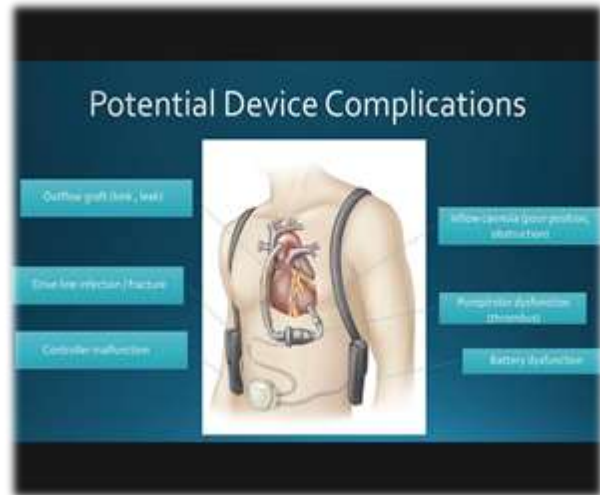 Potential Device Complications
Outflow graft (kink , leak)
Drive line infection / fracture
Controller malfunction
Inflow cannula (poor position,
obstruction)
Pump/rotor dysfunction
(thrombus)
Battery dysfunction